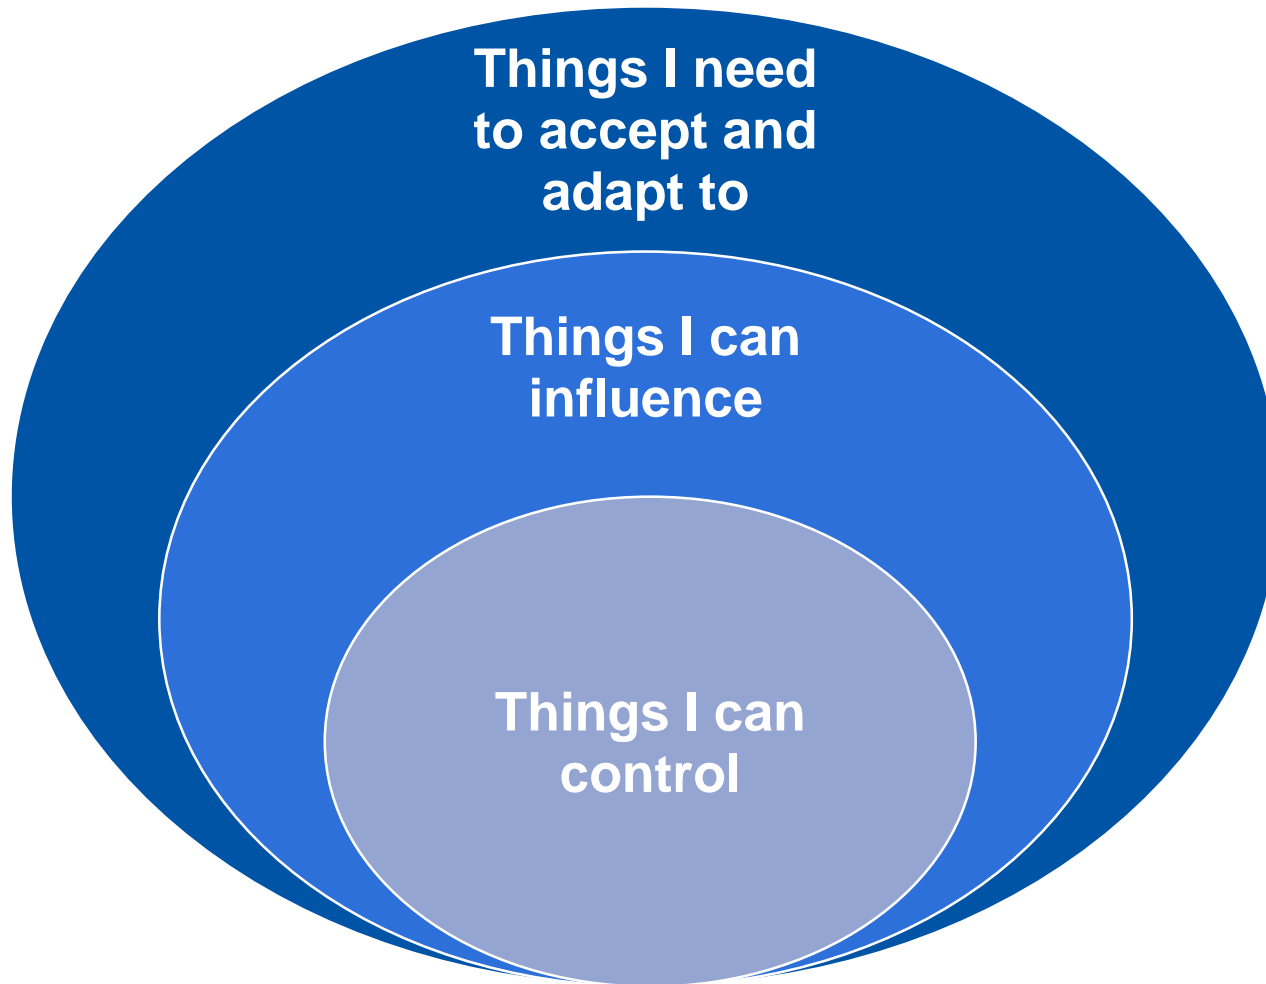 Things I need
to accept and
adapt to
Things I can
influence
Things I can
control